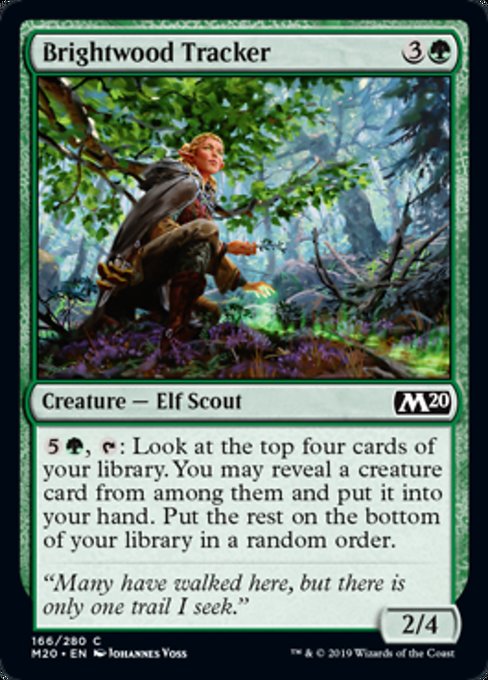 Brightwood Tracker 3
Creature — Elf Scout M20
5, : Look at the top four cards of
your library. You may reveal a creature
card from among them and put it into
your hand. Put the rest on the bottom
of your library in a random order.
“Many have walked here, but there is
only one trail I seek.”
2/4
166/280 C
M20 • EN Johannes Voss
™ & © 2019 Wizards of the Coast